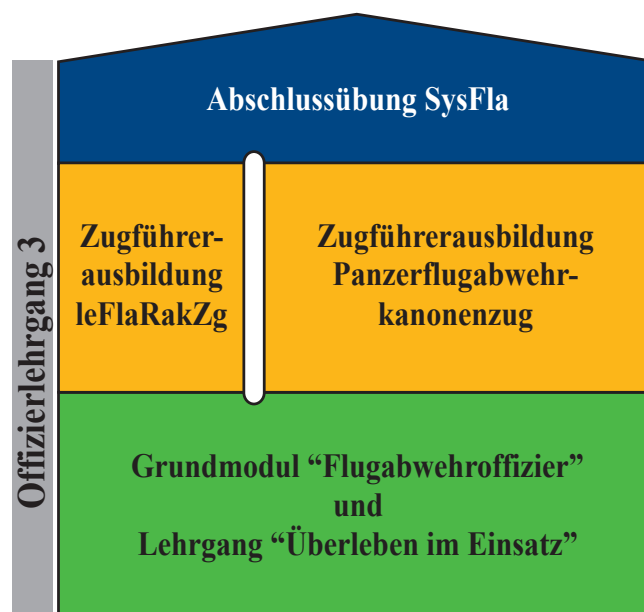 Abschlussübung SysFla
Offizierlehrgang 3
Zugführer-
ausbildung
leFlaRakZg
Zugführerausbildung
Panzerflugabwehr-
kanonenzug
Grundmodul “Flugabwehroffizier”
und
Lehrgang “Überleben im Einsatz”